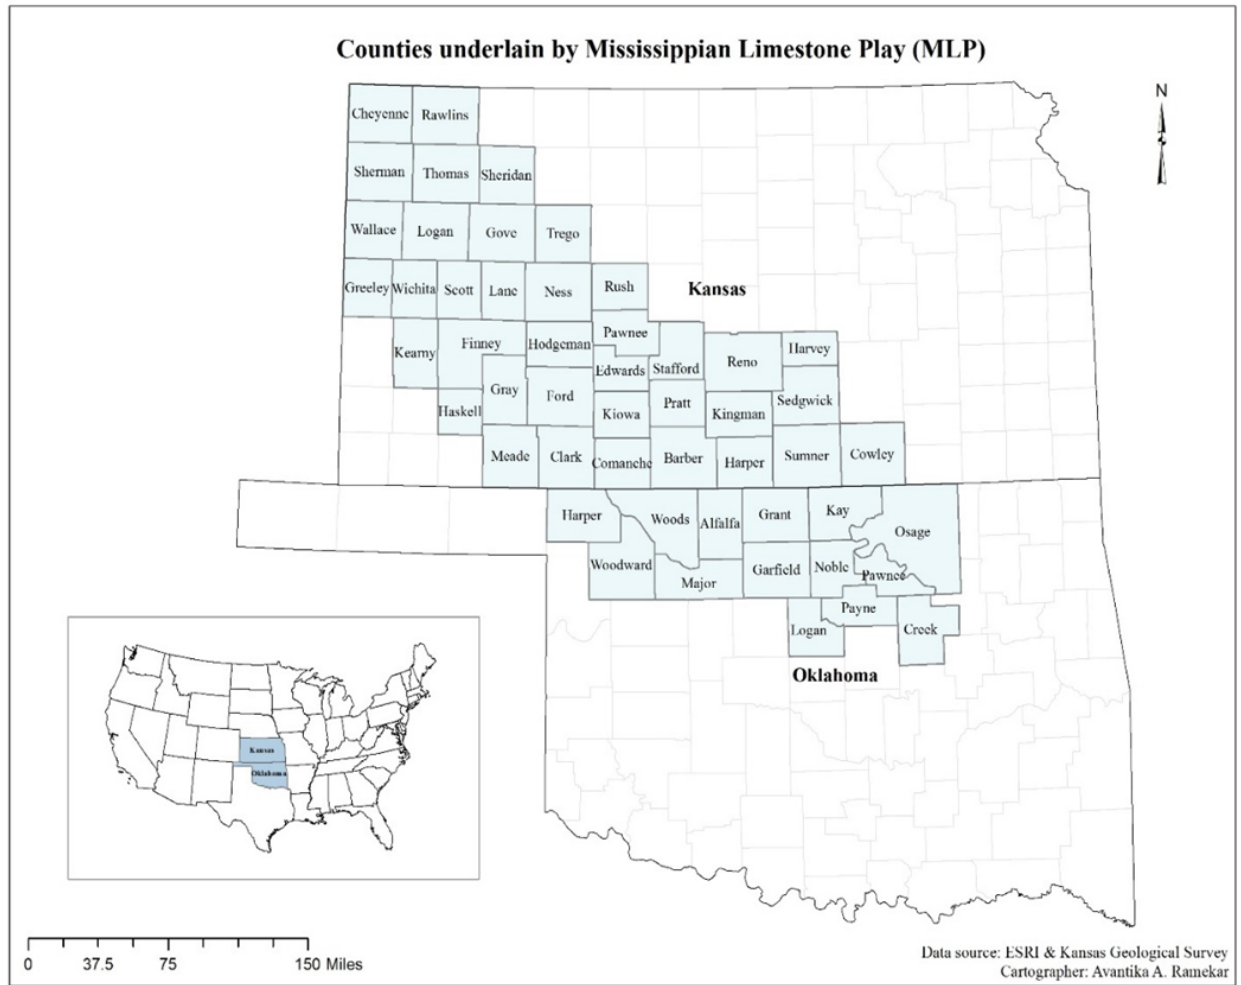 Counties underlain by Mississippian Limestone Play (MLP)
N
Cheyenne Rawlins
Sherman Thomas Sheridan
Wallace Logan Gove Trego
Greeley Wichita Scott Lane Ness Rush
Kansas
Kearny Finney Hodgeman Pawnee
Edwards Stafford Reno Harvey
Haskell Gray Ford Kiowa Pratt Kingman Sedgwick
Meade Clark Comanche Barber Harper Sumner Cowley
Harper Woods Alfalfa Grant Kay Osage
Woodward Major Garfield Noble Pawnee
Logan Payne Creek
Oklahoma
Kansas
Oklahoma
0 37.5 75 150 Miles
Data source: ESRI & Kansas Geological Survey
Cartographer: Avantika A. Ramekar